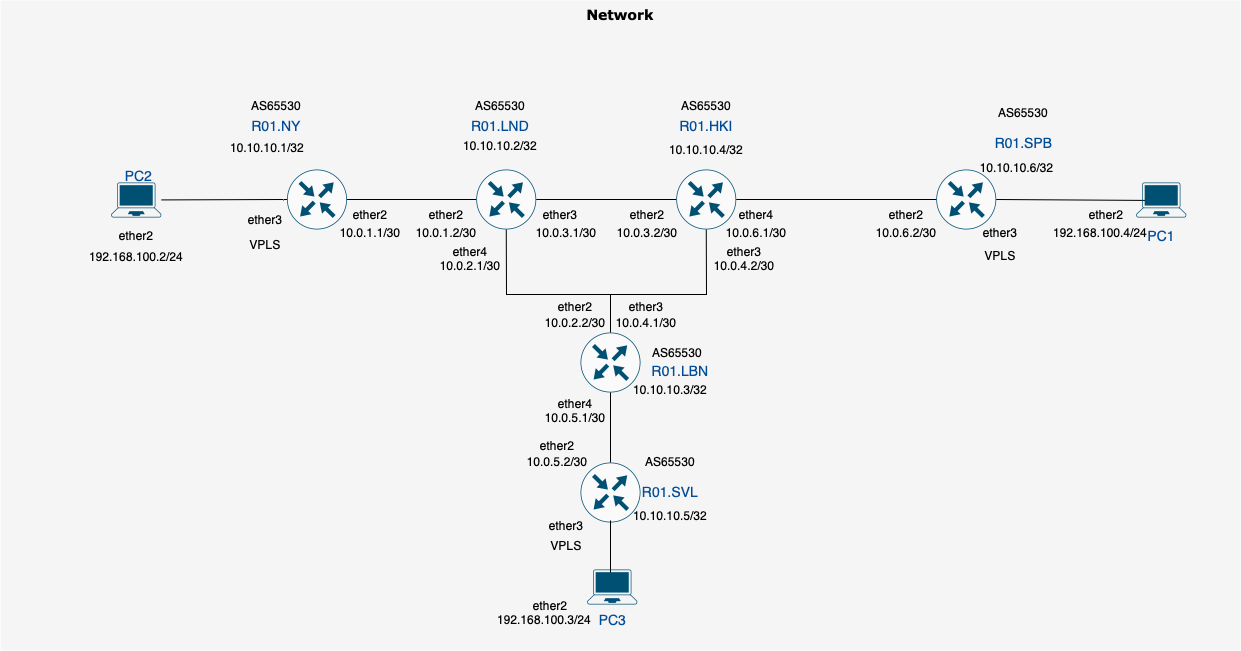 Network
AS65530
R01.NY
10.10.10.1/32
AS65530
R01.LND
10.10.10.2/32
AS65530
R01.HKI
10.10.10.4/32
AS65530
R01.SPB
10.10.10.6/32
PC2
ether2
192.168.100.2/24
ether3
VPLS
ether2
10.0.1.1/30
ether2
10.0.1.2/30
ether4
10.0.2.1/30
ether3
10.0.3.1/30
ether2
10.0.3.2/30
ether4
10.0.6.1/30
ether3
10.0.4.2/30
ether2
10.0.6.2/30
ether3
VPLS
ether2
192.168.100.4/24
PC1
ether2
10.0.2.2/30
ether3
10.0.4.1/30
AS65530
R01.LBN
10.10.10.3/32
ether4
10.0.5.1/30
ether2
10.0.5.2/30
AS65530
R01.SVL
10.10.10.5/32
ether3
VPLS
ether2
192.168.100.3/24
PC3